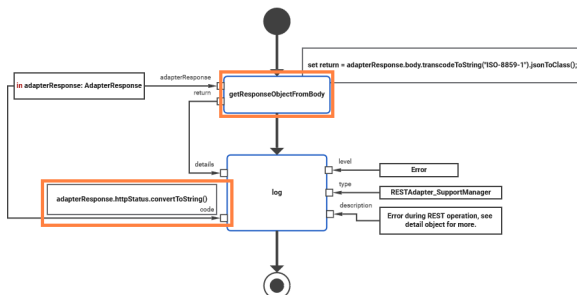 set return = adapterResponse.body.transcodeToString("ISO-8859-1").jsonToClass();
in adapterResponse: AdapterResponse
adapterResponse
return
getResponseObjectFromBody
details
level
Error
type
RESTAdapter_SupportManager
log
adapterResponse.httpStatus.convertToString()
code
description
Error during REST operation, see
detail object for more.